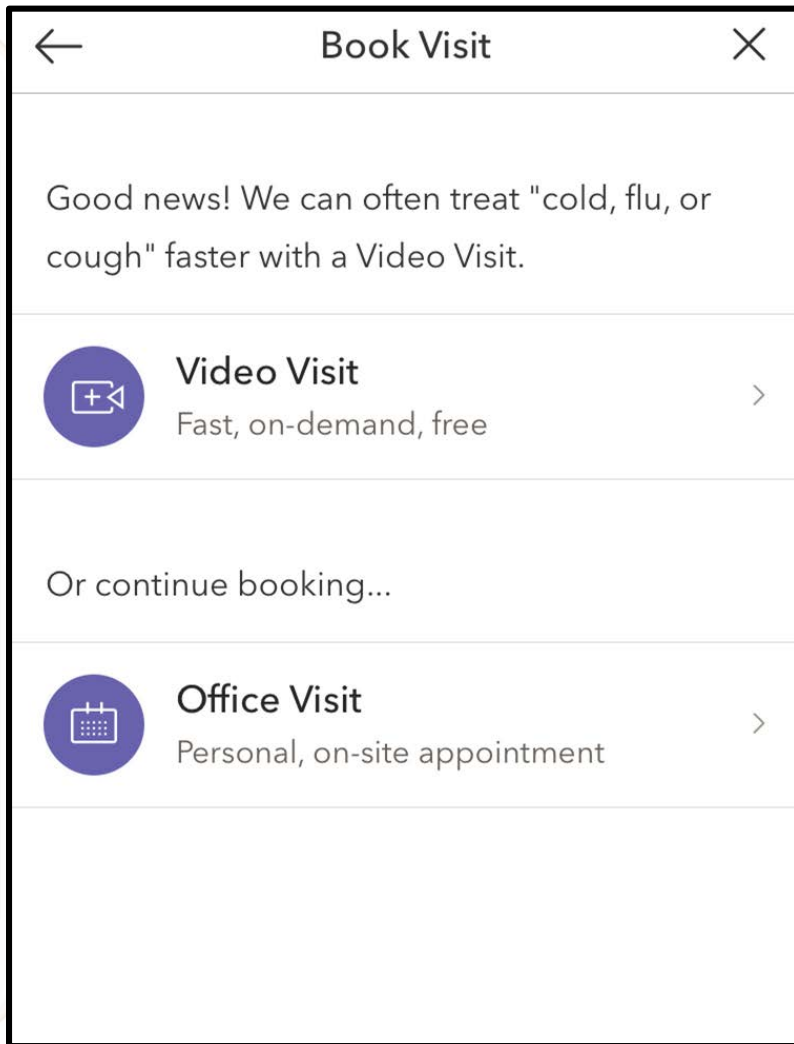 Book Visit
Good news! We can often treat "cold, flu, or
cough" faster with a Video Visit.
Video Visit
Fast, on-demand, free
Or continue booking...
Office Visit
Personal, on-site appointment